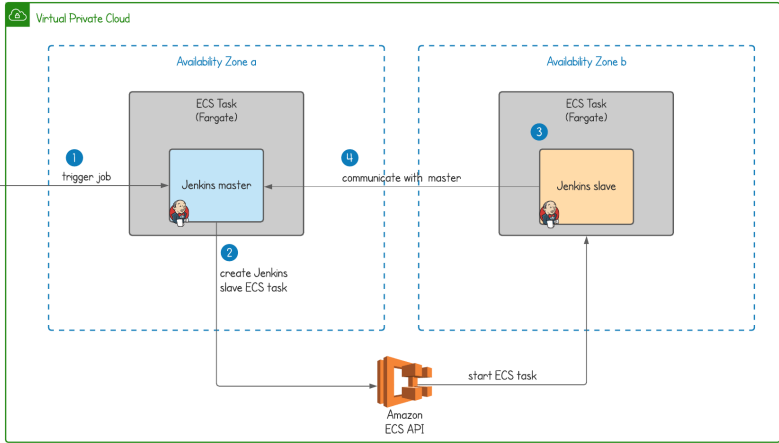 Virtual Private Cloud
Availability Zone a
Availability Zone b
ECS Task
(Fargate)
ECS Task
(Fargate)
1
trigger job
Jenkins master
4
communicate with master
3
Jenkins slave
2
create Jenkins
slave ECS task
start ECS task
Amazon
ECS API